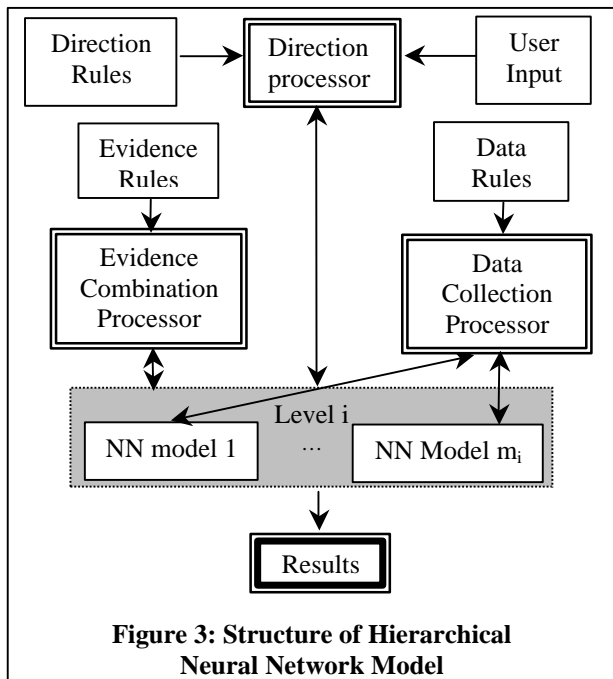 Direction
Rules
Direction
processor
User
Input
Evidence
Rules
Data
Rules
Evidence
Combination
Processor
Data
Collection
Processor
Level i
NN model 1
...
NN Model mᵢ
Results
Figure 3: Structure of Hierarchical
Neural Network Model